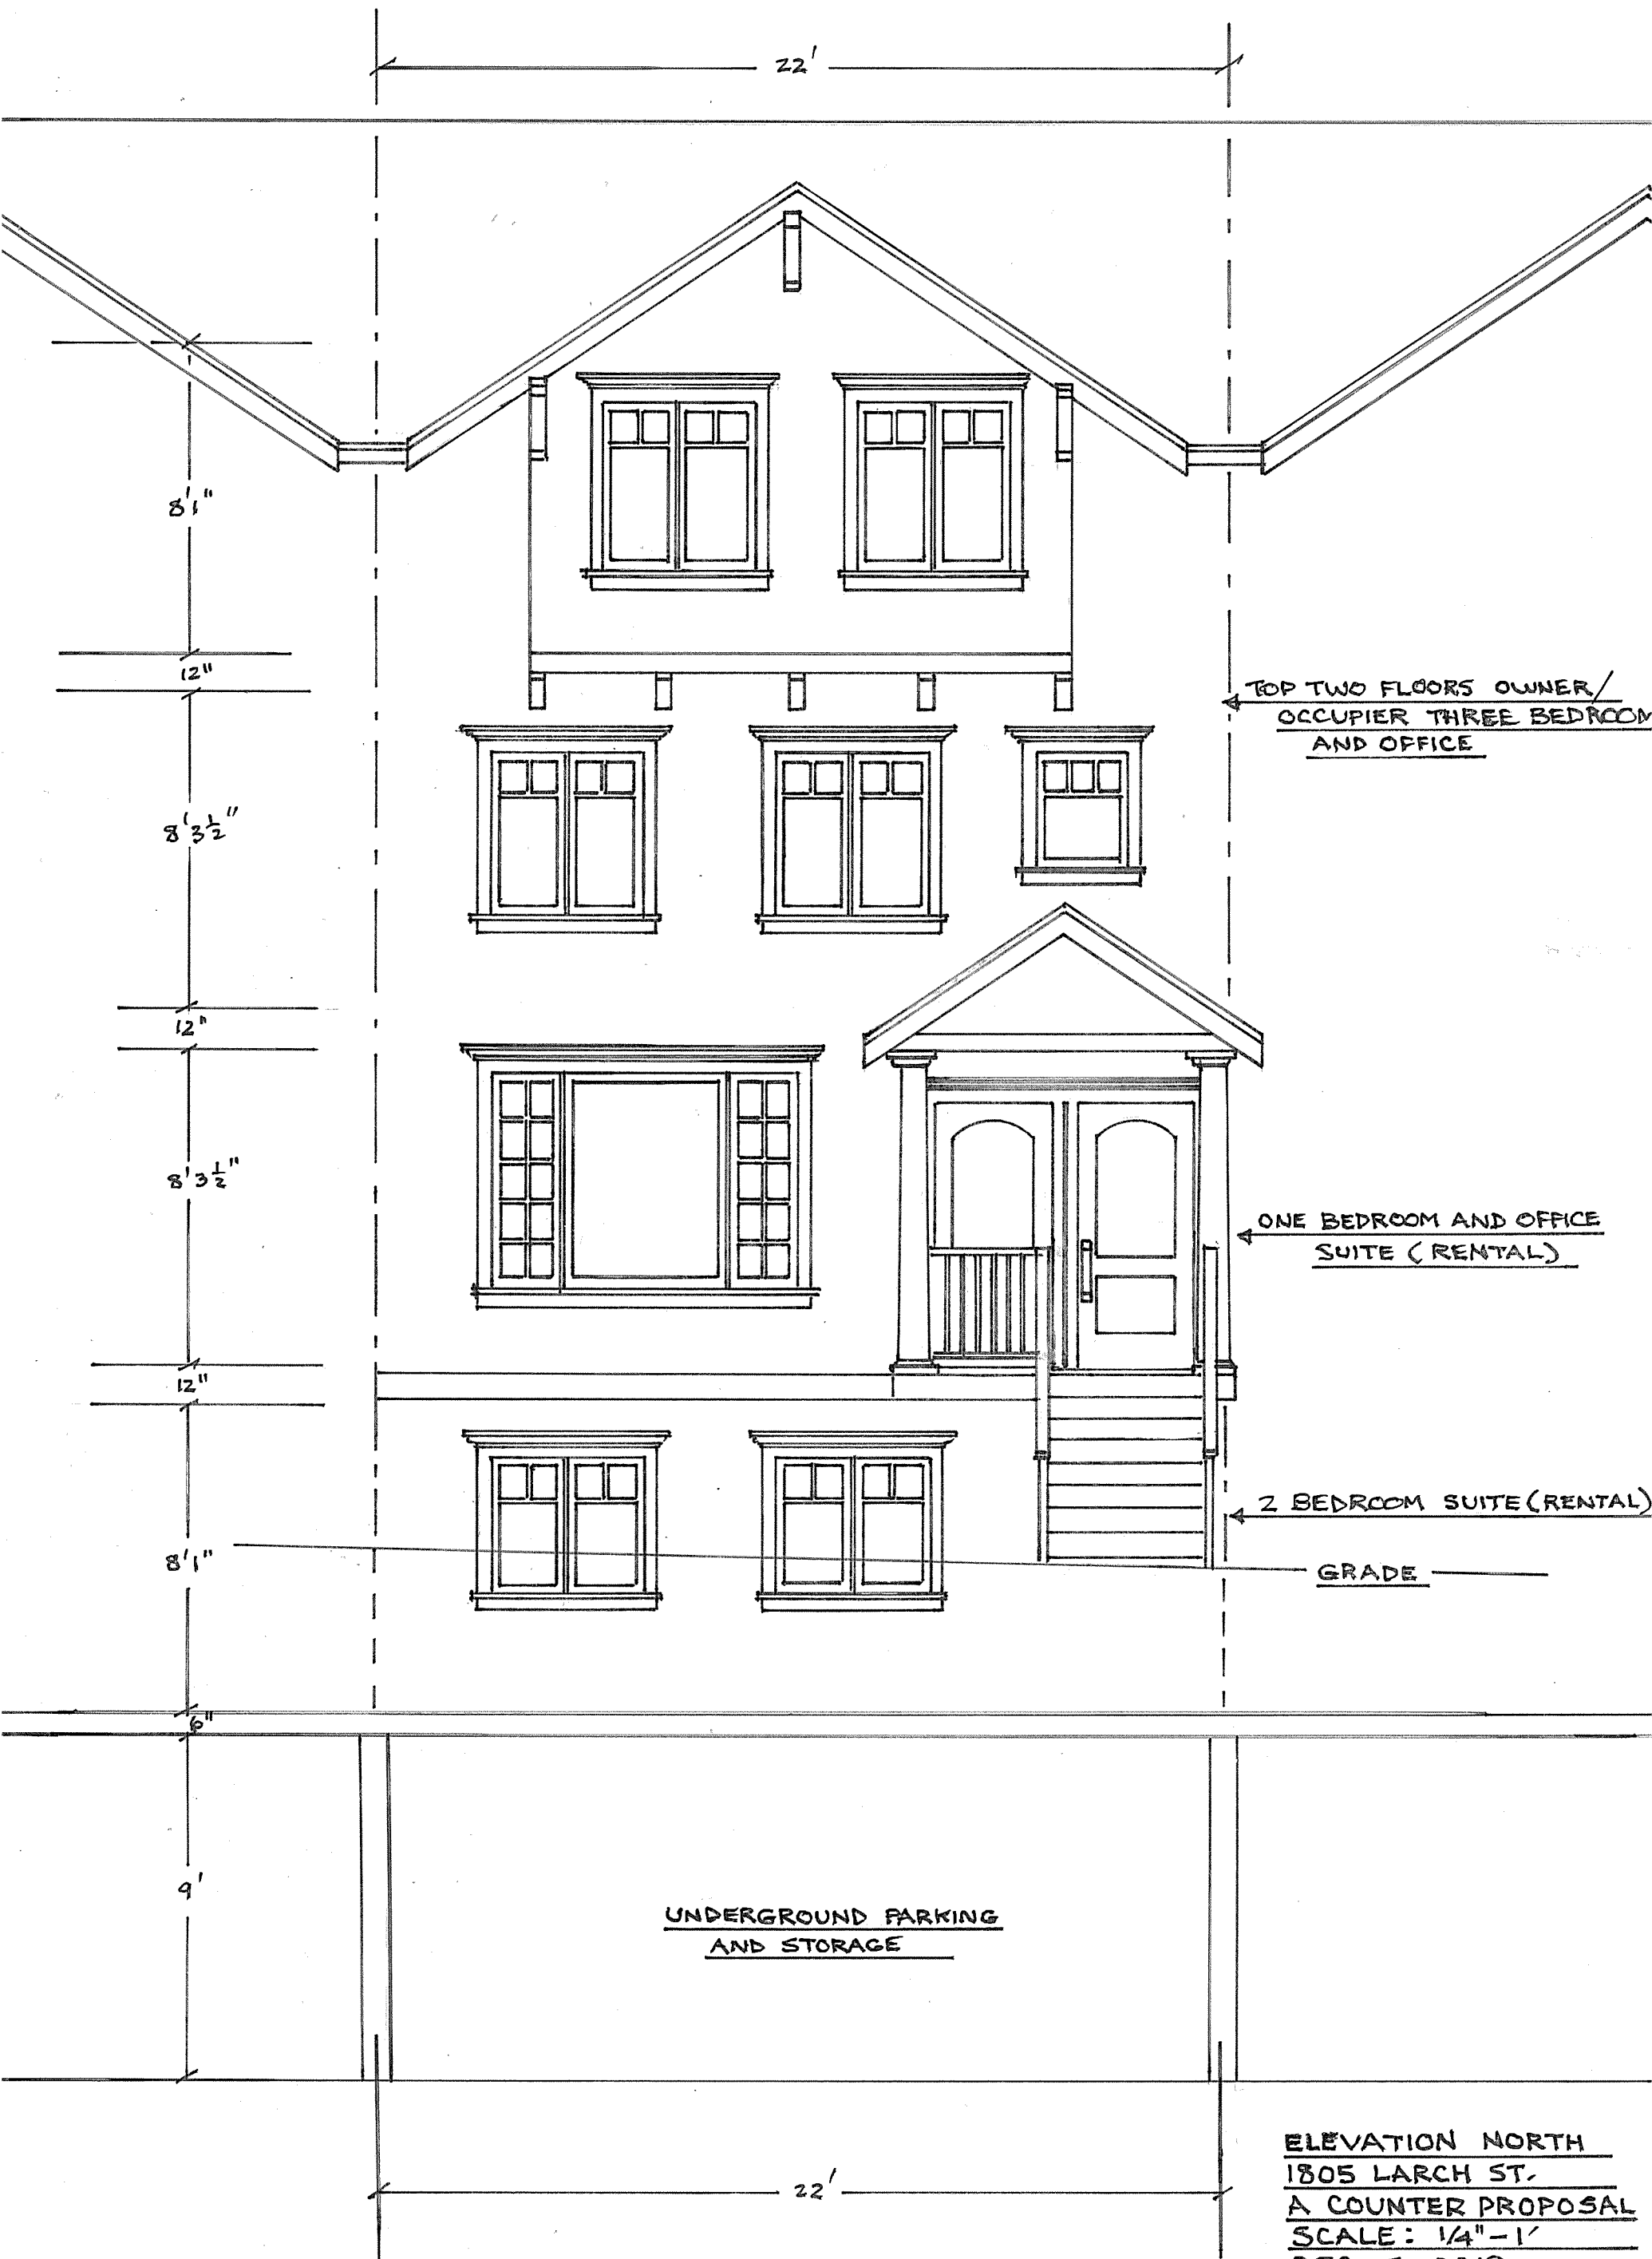 22'
8'1"
12"
TOP TWO FLOORS OWNER/
OCCUPIER THREE BEDROOM
AND OFFICE
8'3½"
12"
8'3½"
ONE BEDROOM AND OFFICE
SUITE (RENTAL)
12"
2 BEDROOM SUITE (RENTAL)
8'1"
GRADE
6"
9'
UNDERGROUND PARKING
AND STORAGE
22'
ELEVATION NORTH
1805 LARCH ST.
A COUNTER PROPOSAL
SCALE: 1/4"-1'